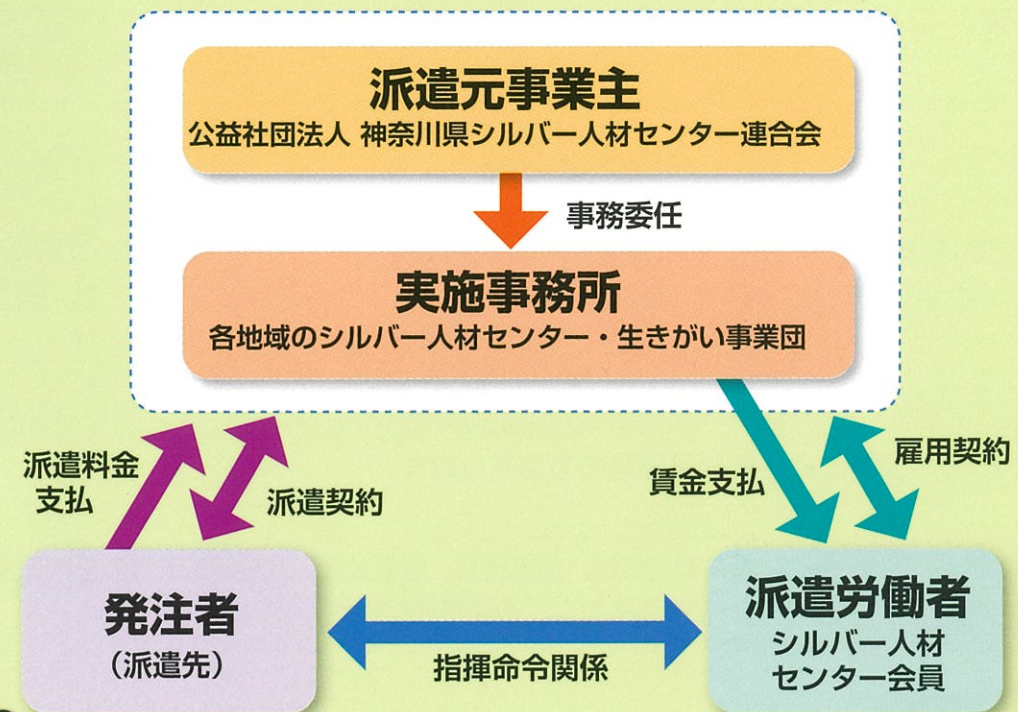 派遣元事業主
公益社団法人 神奈川県シルバー人材センター連合会
事務委任
実施事務所
各地域のシルバー人材センター・生きがい事業団
派遣料金
支払
派遣契約
賃金支払
雇用契約
発注者
（派遣先）
指揮命令関係
派遣労働者
シルバー人材
センター会員